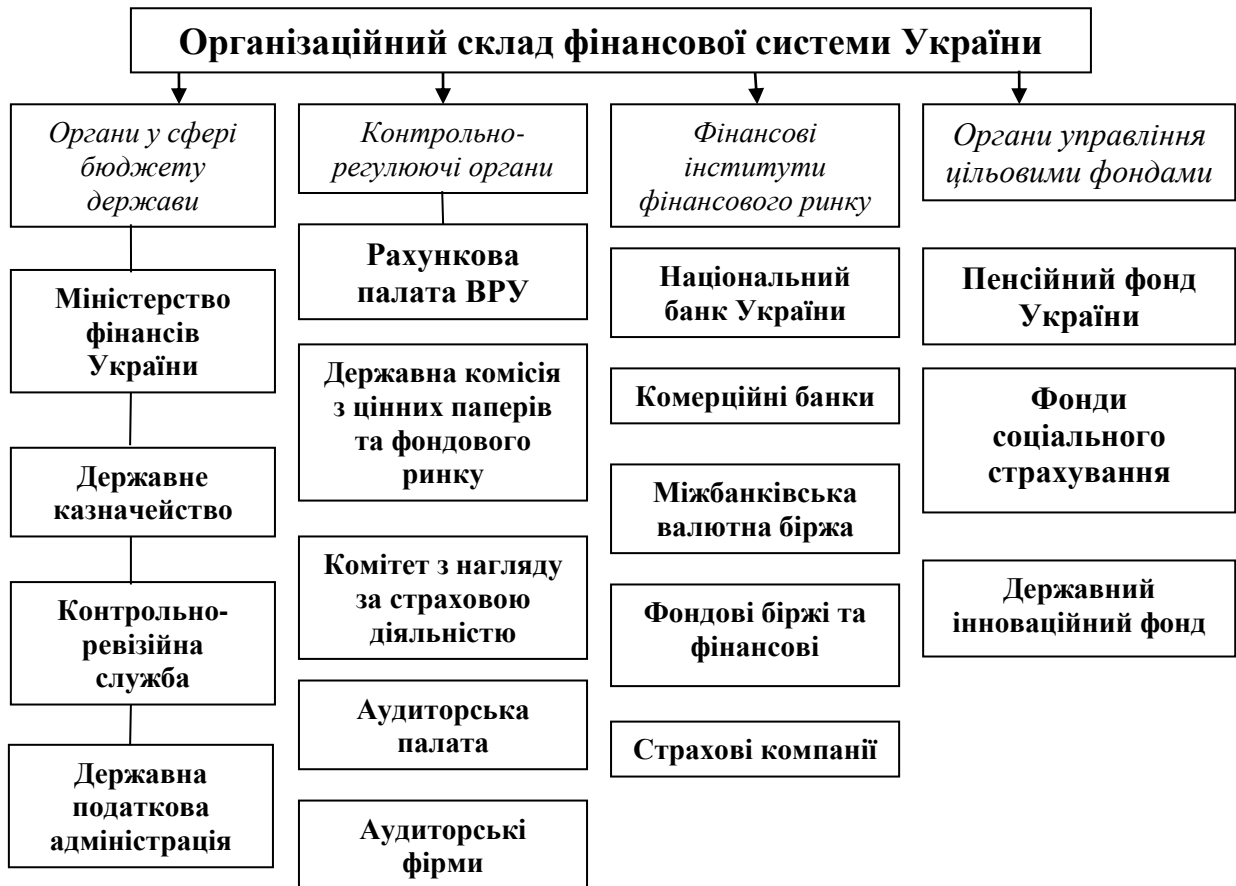 Організаційний склад фінансової системи України
Органи у сфері
бюджету
держави
Міністерство
фінансів
України
Державне
казначейство
Контрольно-
ревізійна
служба
Державна
податкова
адміністрація
Контрольно-
регулюючі органи
Рахункова
палата ВРУ
Державна комісія
з цінних паперів
та фондового
ринку
Комітет з нагляду
за страховою
діяльністю
Аудиторська
палата
Аудиторські
фірми
Фінансові
інститути
фінансового ринку
Національний
банк України
Комерційні банки
Міжбанківська
валютна біржа
Фондові біржі та
фінансові
Страхові компанії
Органи управління
цільовими фондами
Пенсійний фонд
України
Фонди
соціального
страхування
Державний
інноваційний фонд